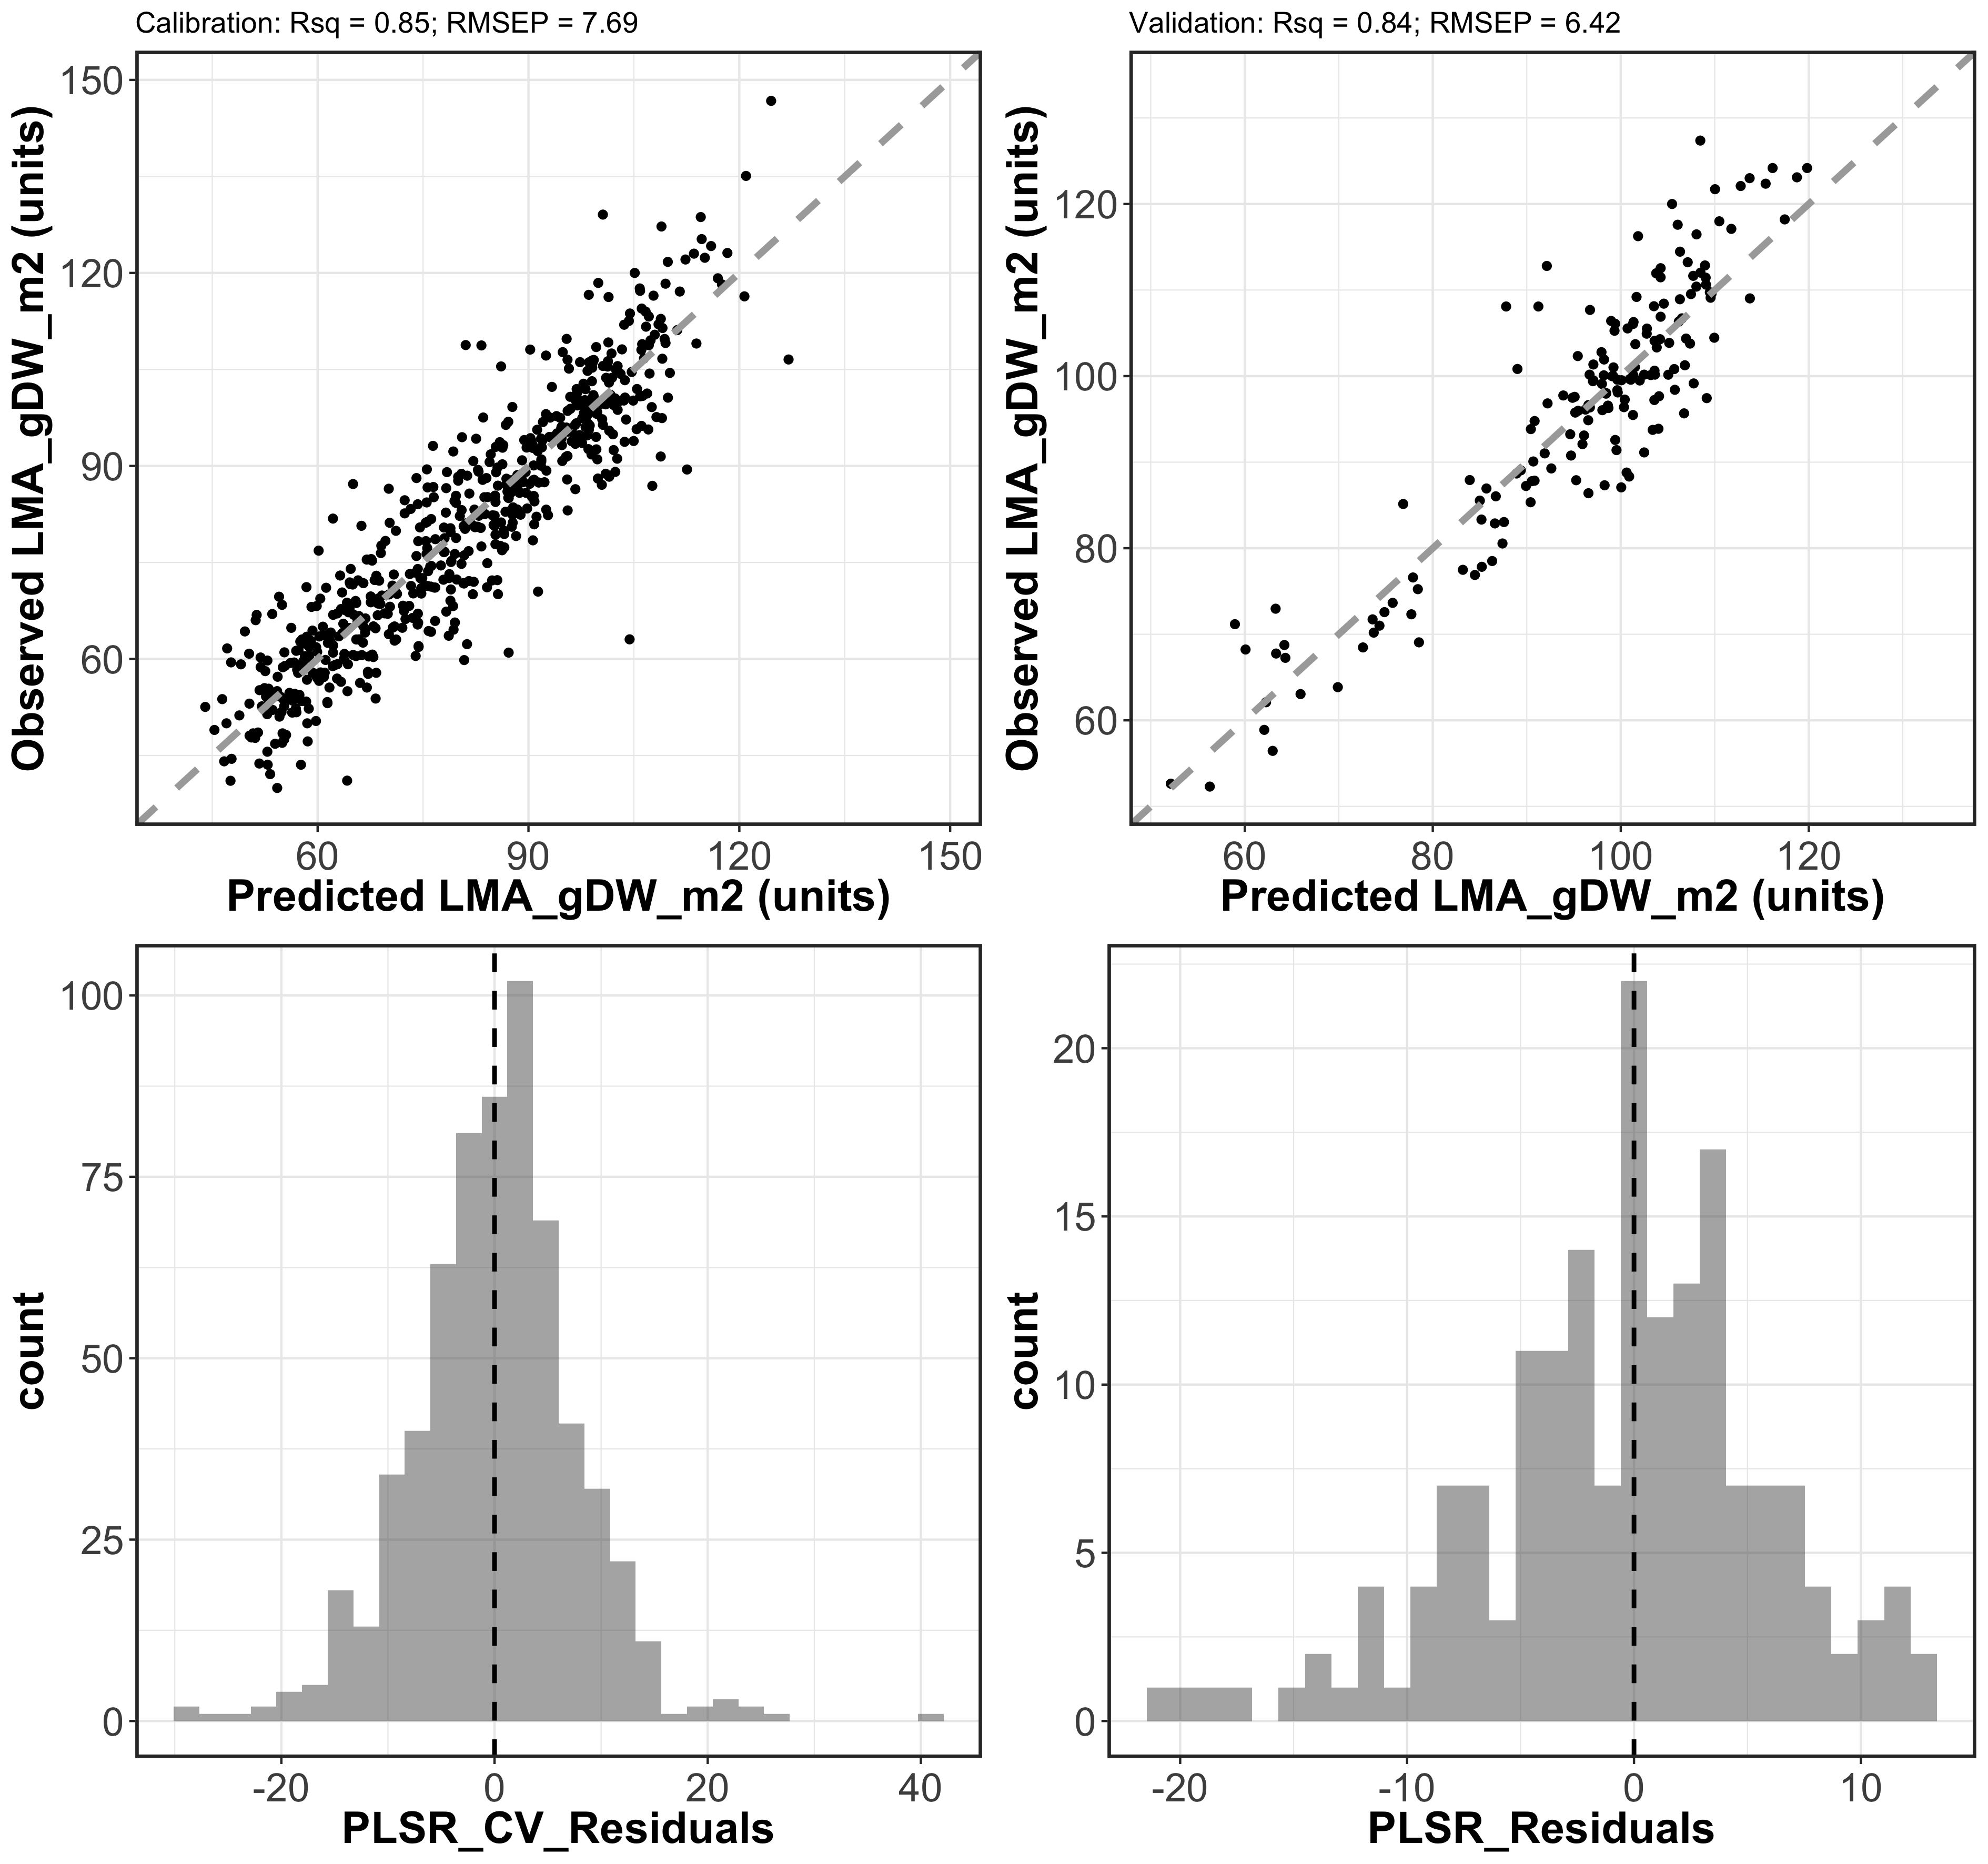 Calibration: Rsq = 0.85; RMSEP = 7.69
150
120
90
60
Observed LMA_gDW_m2 (units)
60 90 120 150
Predicted LMA_gDW_m2 (units)
Validation: Rsq = 0.84; RMSEP = 6.42
120
100
80
60
Observed LMA_gDW_m2 (units)
60 80 100 120
Predicted LMA_gDW_m2 (units)
100
75
50
25
0
count
-20 0 20 40
PLSR_CV_Residuals
20
15
10
5
0
count
-20 -10 0 10
PLSR_Residuals